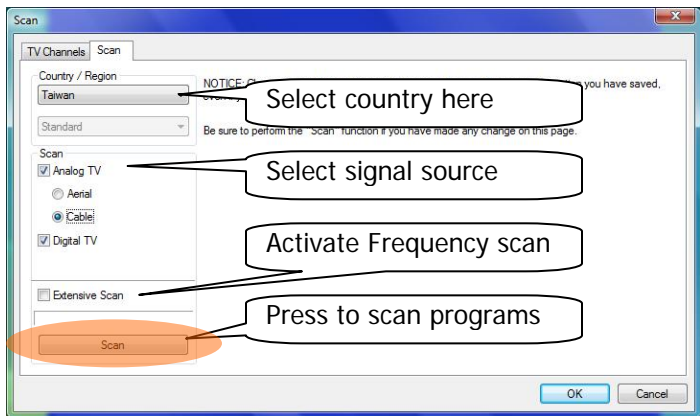 Scan
TV Channels Scan
Country / Region
Taiwan
Standard
NOTICE: you have saved,
Be sure to perform the "Scan" function if you have made any change on this page.
Select country here
Scan
Analog TV
Aerial
Cable
Digital TV
Select signal source
Activate Frequency scan
Extensive Scan
Press to scan programs
Scan
OK Cancel